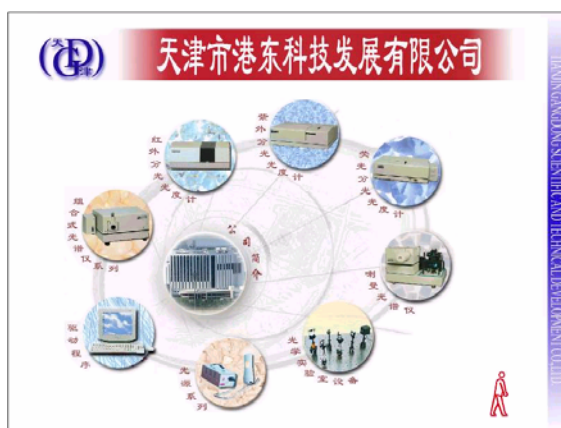 天 津
天津市港东科技发展有限公司
紫外分光光度计
红外分光光度计
荧光分光光度计
组合式光谱仪系列
公司简介
喇曼光谱仪
驱动程序
光源系列
光学实验室设备
TIANJIN GANGDONG SCIENTIFIC AND TECHNICAL DEVELOPMENT CO.,LTD.